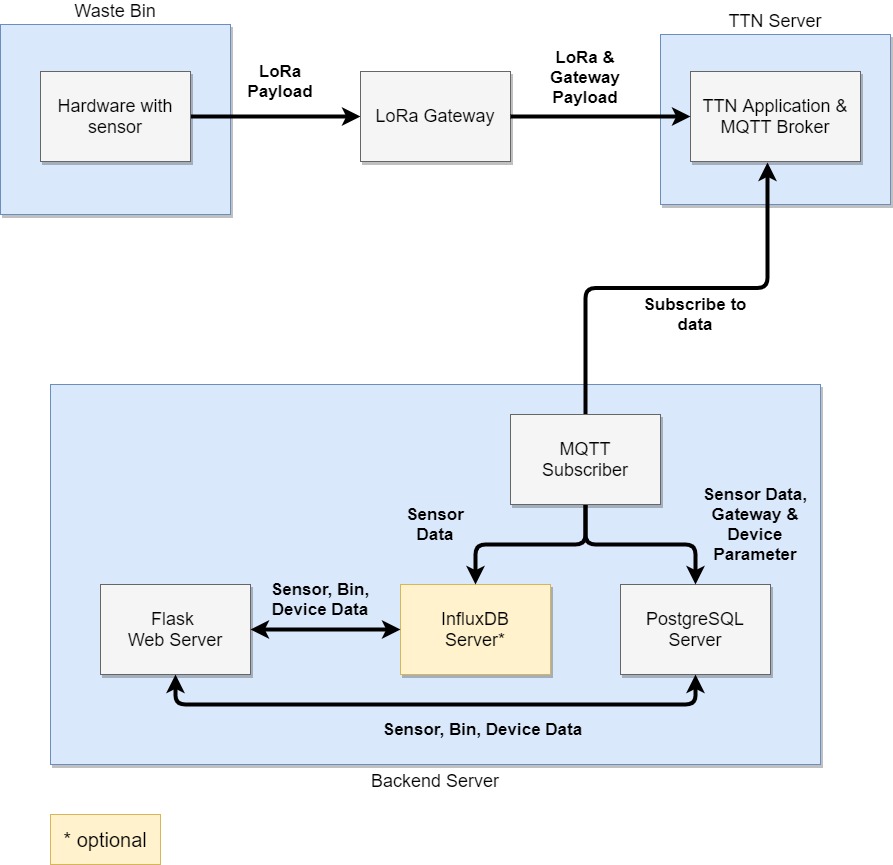 Waste Bin
TTN Server
Hardware with
sensor
LoRa
Payload
LoRa Gateway
LoRa &
Gateway
Payload
TTN Application &
MQTT Broker
Subscribe to
data
MQTT
Subscriber
Sensor
Data
Sensor Data,
Gateway &
Device
Parameter
Flask
Web Server
Sensor, Bin,
Device Data
InfluxDB
Server*
PostgreSQL
Server
Sensor, Bin, Device Data
Backend Server
* optional